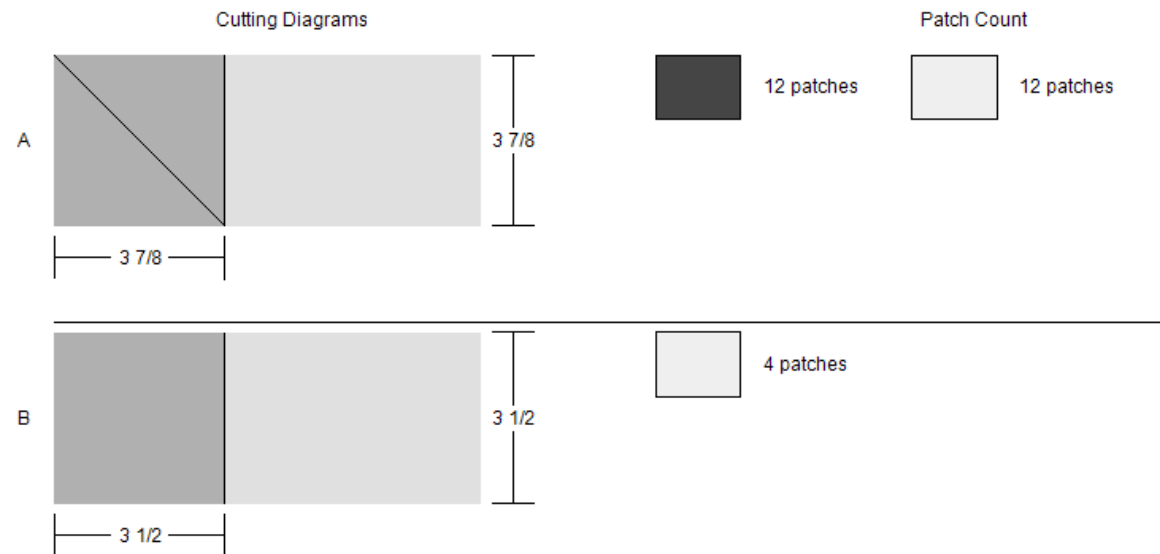 Cutting Diagrams
Patch Count
12 patches
12 patches
A
3 7/8
3 7/8
4 patches
B
3 1/2
3 1/2